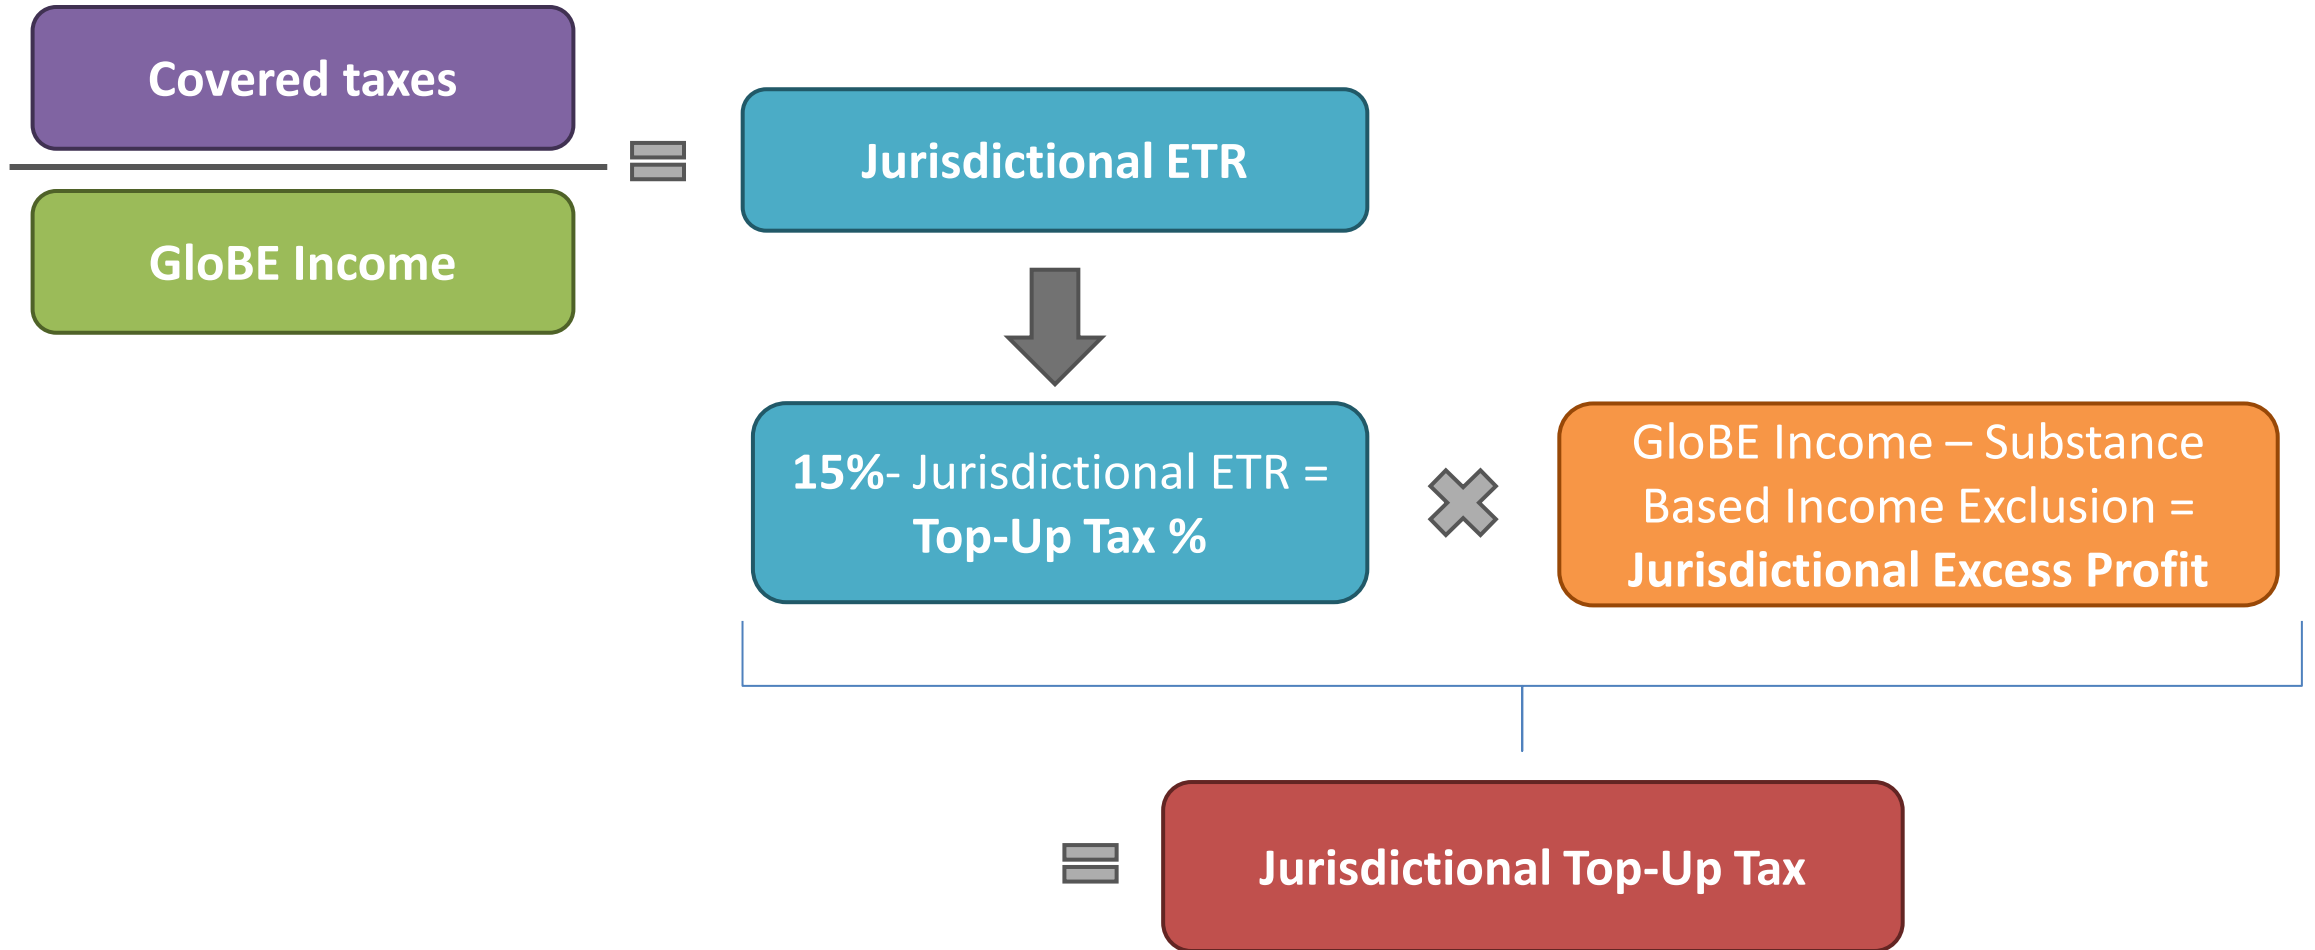 Covered taxes
GloBE Income
Jurisdictional ETR
15%- Jurisdictional ETR =
Top-Up Tax %
GloBE Income – Substance
Based Income Exclusion =
Jurisdictional Excess Profit
Jurisdictional Top-Up Tax